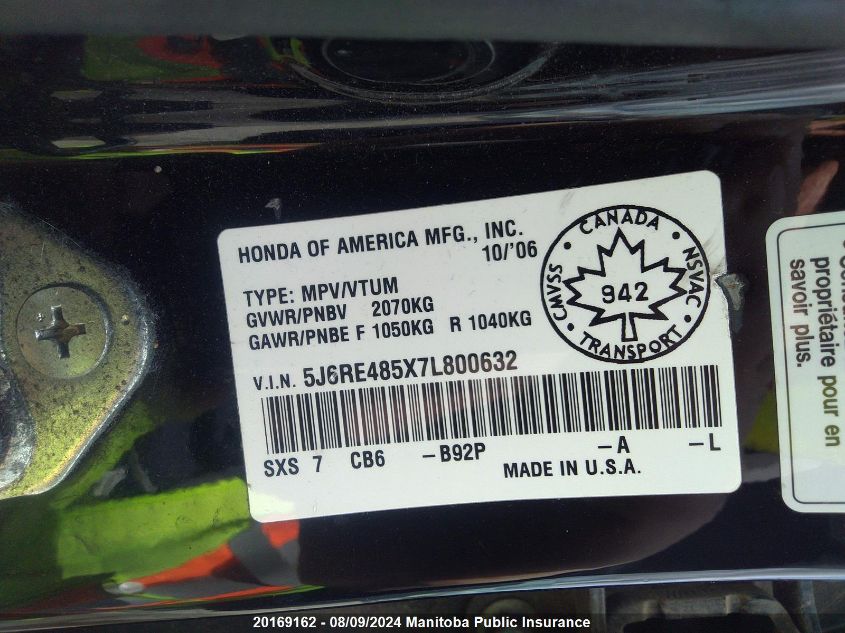 HONDA OF AMERICA MFG., INC.
10/'06
TYPE: MPV/VTUM
GVWR/PNBV 2070KG
GAWR/PNBE F 1050KG R 1040KG
V.I.N. 5J6RE485X7L800632
SXS 7 CB6 -B92P -A -L
MADE IN U.S.A.
CANADA
CMVSS NSVAC
942
TRANSPORT
propriétaire pour en
savoir plus.
20169162 - 08/09/2024 Manitoba Public Insurance